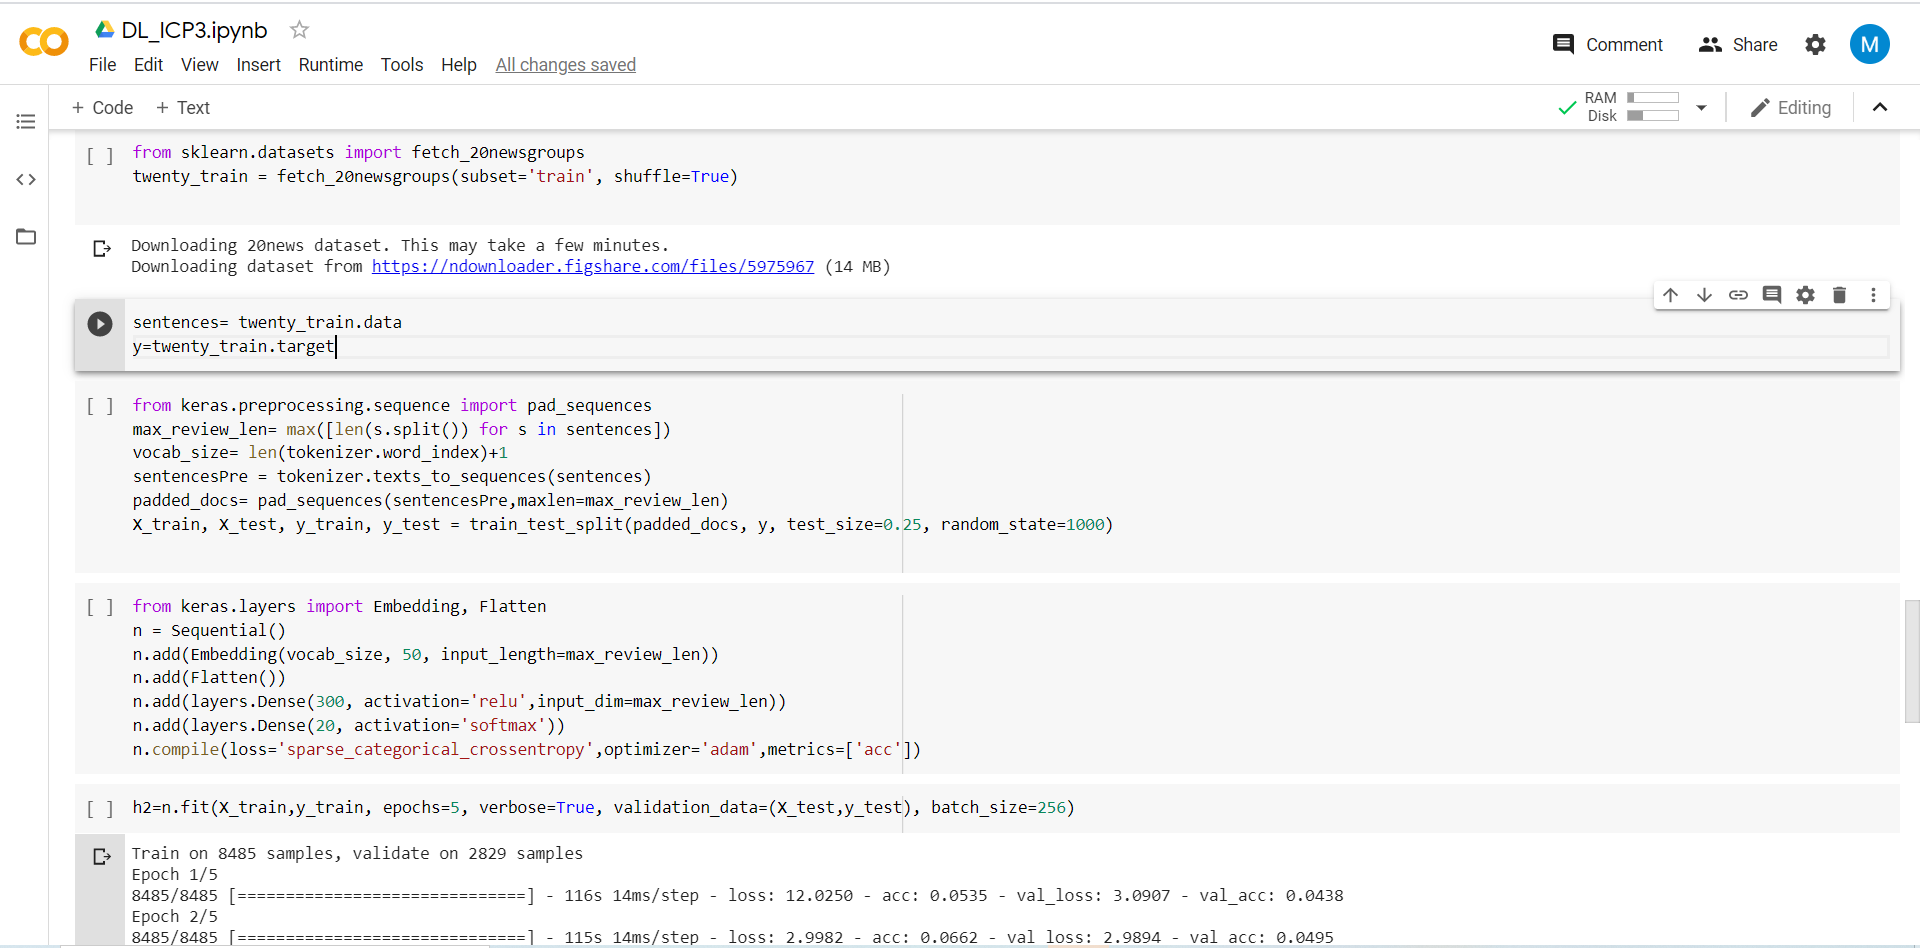 DL_ICP3.ipynb
File Edit View Insert Runtime Tools Help All changes saved
Comment Share M
+ Code + Text
RAM
Disk
Editing
[ ] from sklearn.datasets import fetch_20newsgroups
twenty_train = fetch_20newsgroups(subset='train', shuffle=True)
Downloading 20news dataset. This may take a few minutes.
Downloading dataset from https://ndownloader.figshare.com/files/5975967 (14 MB)
sentences= twenty_train.data
y=twenty_train.target
[ ] from keras.preprocessing.sequence import pad_sequences
max_review_len= max([len(s.split()) for s in sentences])
vocab_size= len(tokenizer.word_index)+1
sentencesPre = tokenizer.texts_to_sequences(sentences)
padded_docs= pad_sequences(sentencesPre,maxlen=max_review_len)
X_train, X_test, y_train, y_test = train_test_split(padded_docs, y, test_size=0.25, random_state=1000)
[ ] from keras.layers import Embedding, Flatten
n = Sequential()
n.add(Embedding(vocab_size, 50, input_length=max_review_len))
n.add(Flatten())
n.add(layers.Dense(300, activation='relu',input_dim=max_review_len))
n.add(layers.Dense(20, activation='softmax'))
n.compile(loss='sparse_categorical_crossentropy',optimizer='adam',metrics=['acc'])
[ ] h2=n.fit(X_train,y_train, epochs=5, verbose=True, validation_data=(X_test,y_test), batch_size=256)
Train on 8485 samples, validate on 2829 samples
Epoch 1/5
8485/8485 [==============================] - 116s 14ms/step - loss: 12.0250 - acc: 0.0535 - val_loss: 3.0907 - val_acc: 0.0438
Epoch 2/5
8485/8485 [==============================] - 115s 14ms/step - loss: 2.9982 - acc: 0.0662 - val_loss: 2.9894 - val_acc: 0.0495